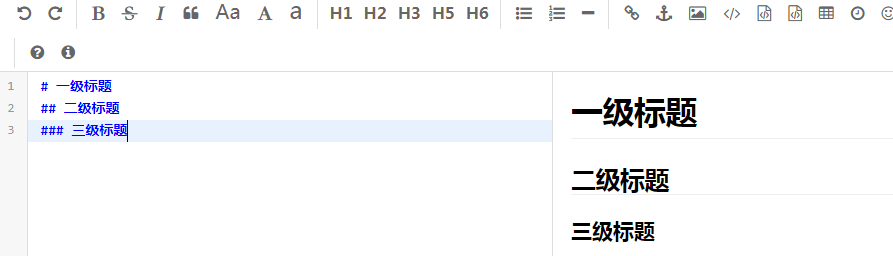 B S I Aa A a H1 H2 H3 H5 H6
1 # 一级标题
2 ## 二级标题
3 ### 三级标题
一级标题
二级标题
三级标题